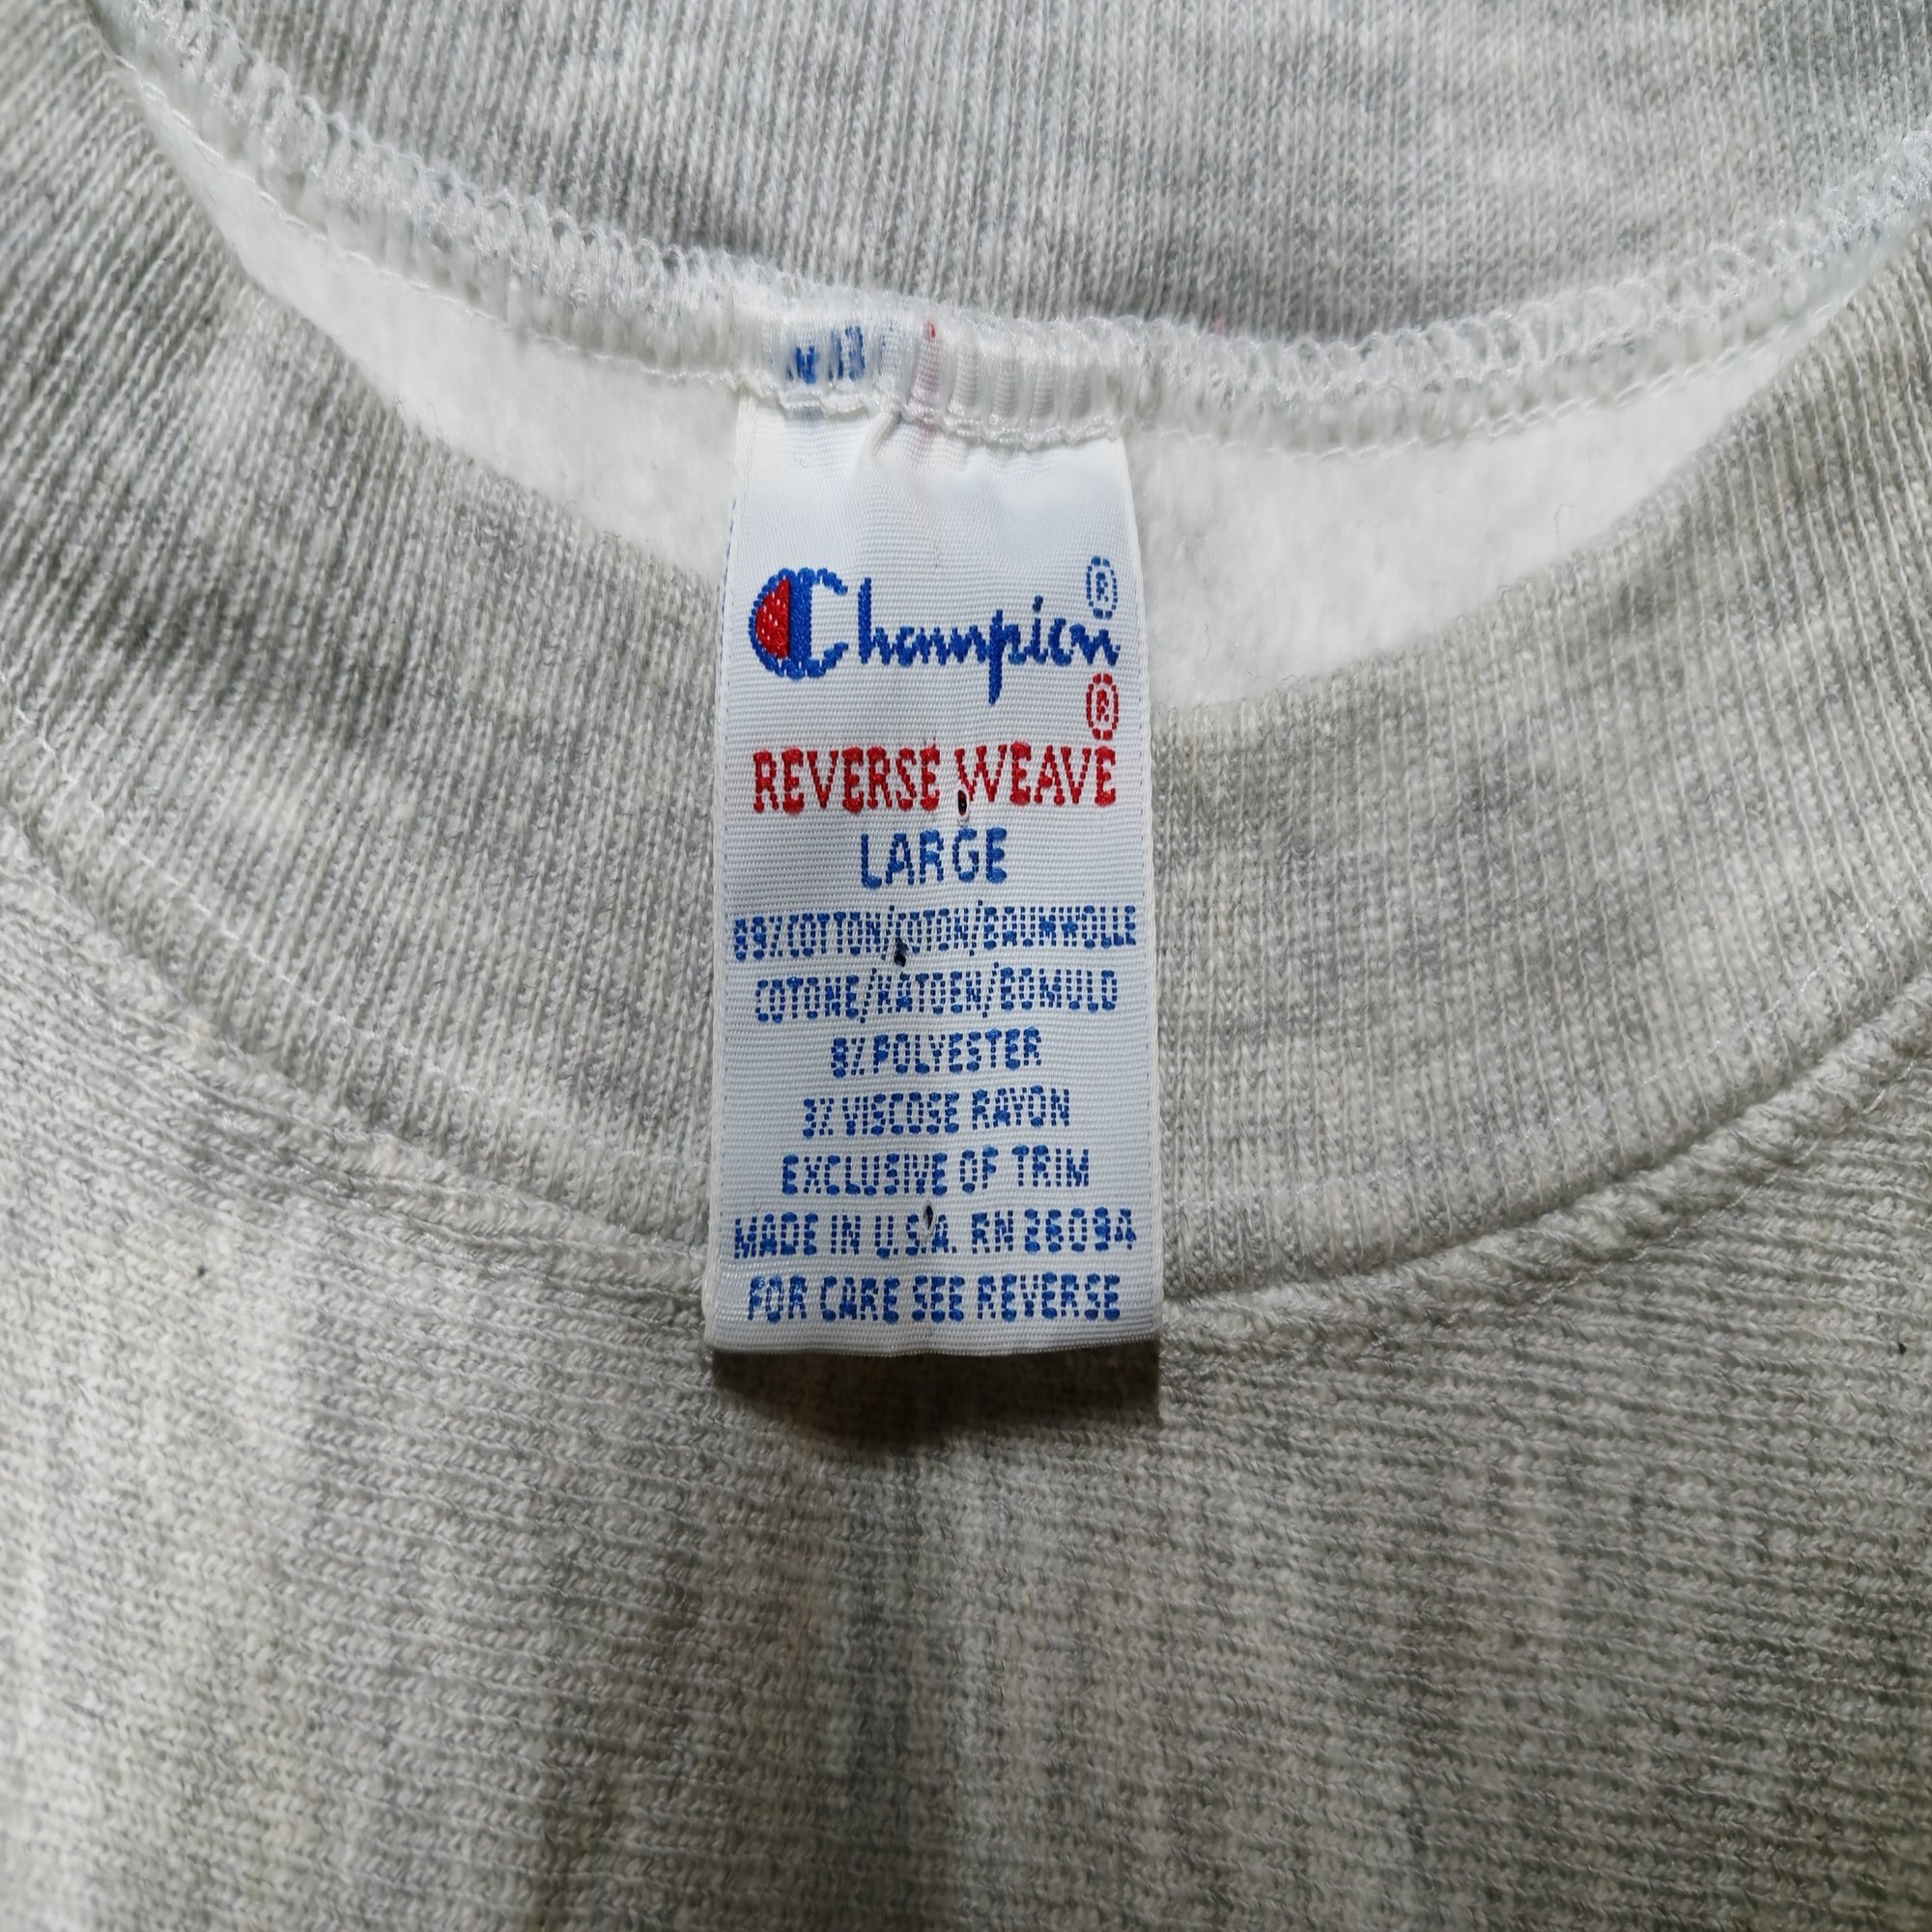 Champion®
®
REVERSE WEAVE
LARGE
89% COTTON/COTON/BAUMWOLLE
COTONE/KATOEN/BOMULD
8% POLYESTER
3% VISCOSE RAYON
EXCLUSIVE OF TRIM
MADE IN U.S.A. RN 26094
FOR CARE SEE REVERSE